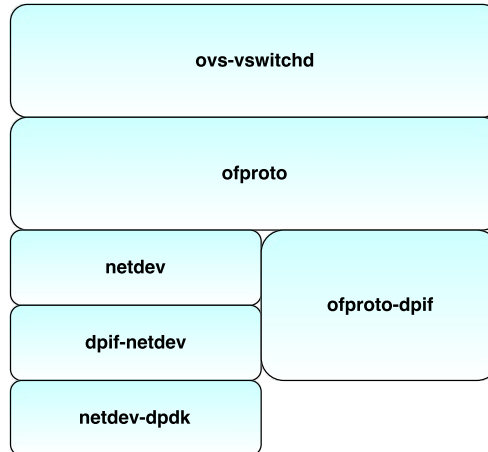 ovs-vswitchd
ofproto
netdev
ofproto-dpif
dpif-netdev
netdev-dpdk